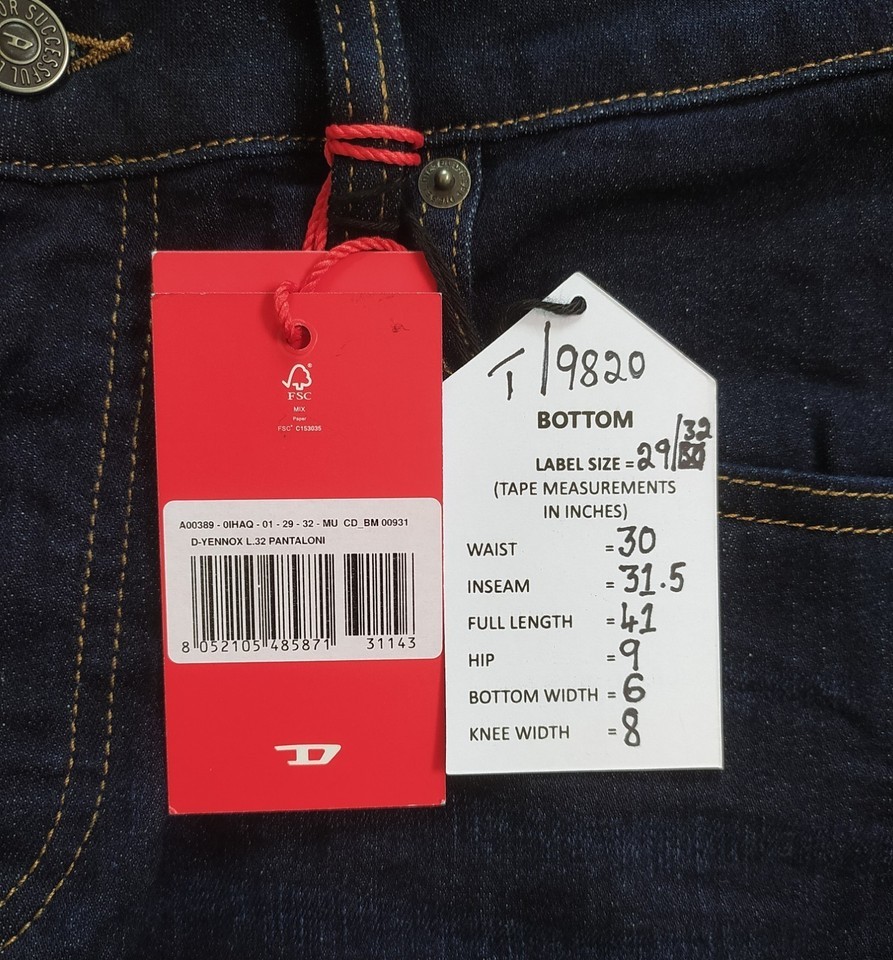 OR SUCCESSFUL L
FSC
MIX
Paper
FSC® C153035
A00389 - 0IHAQ - 01 - 29 - 32 - MU CD_BM 00931
D-YENNOX L.32 PANTALONI
8 052105 485871 31143
D
T/9820
BOTTOM
LABEL SIZE = 29/32
(TAPE MEASUREMENTS
IN INCHES)
WAIST = 30
INSEAM = 31.5
FULL LENGTH = 41
HIP = 9
BOTTOM WIDTH = 6
KNEE WIDTH = 8